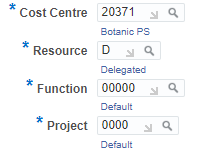 * Cost Centre 20371
Botanic PS
* Resource D
Delegated
* Function 00000
Default
* Project 0000
Default